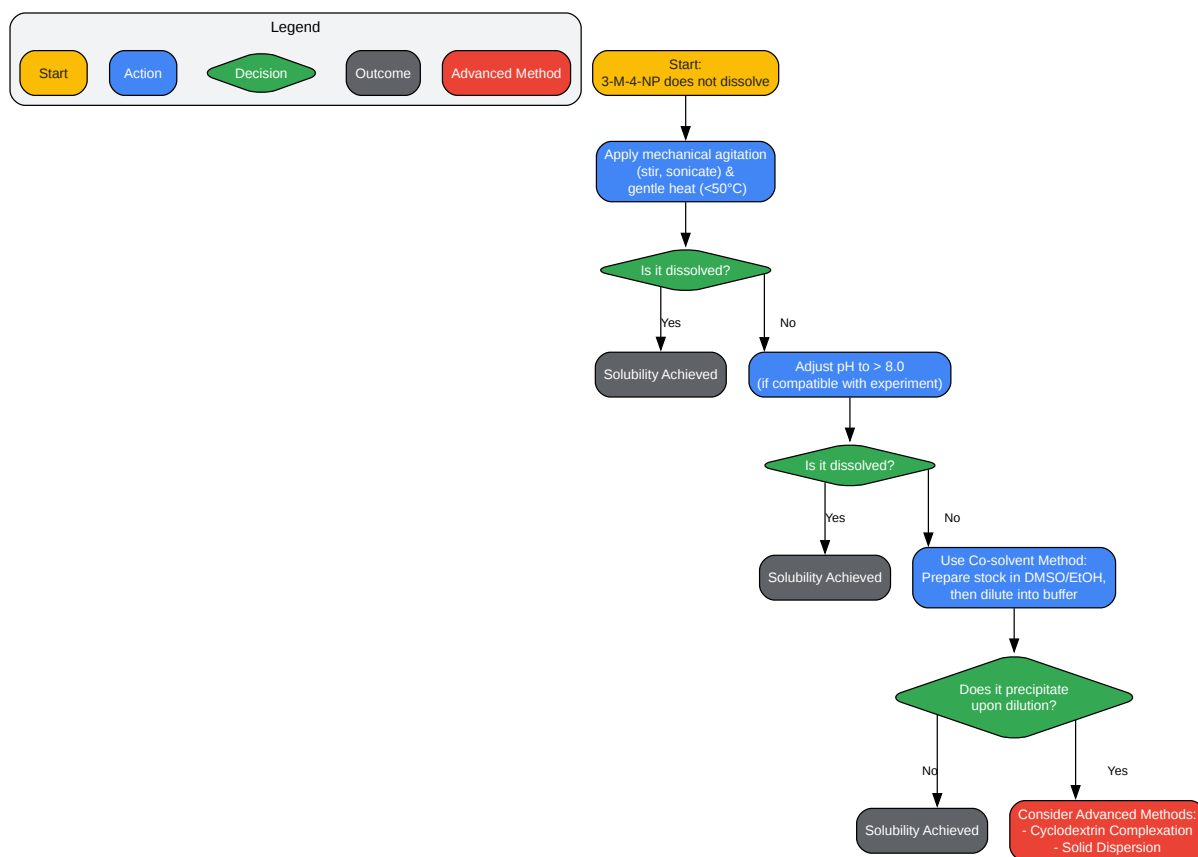 Legend
Start
Action
Decision
Outcome
Advanced Method
Start:
3-M-4-NP does not dissolve
Apply mechanical agitation
(stir, sonicate) &
gentle heat (<50°C)
Is it dissolved?
Yes
No
Solubility Achieved
Adjust pH to > 8.0
(if compatible with experiment)
Is it dissolved?
Yes
No
Solubility Achieved
Use Co-solvent Method:
Prepare stock in DMSO/EtOH,
then dilute into buffer
Does it precipitate
upon dilution?
No
Yes
Solubility Achieved
Consider Advanced Methods:
- Cyclodextrin Complexation
- Solid Dispersion